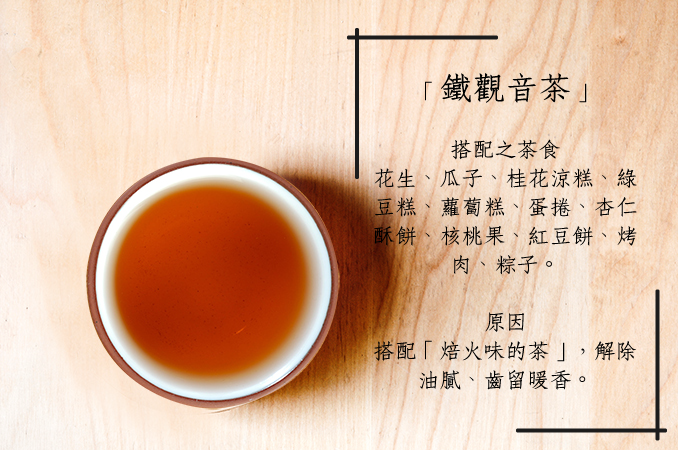 「鐵觀音茶」
搭配之茶食
花生、瓜子、桂花涼糕、綠
豆糕、蘿蔔糕、蛋捲、杏仁
酥餅、核桃果、紅豆餅、烤
肉、粽子。
原因
搭配「焙火味的茶」，解除
油膩、齒留暖香。